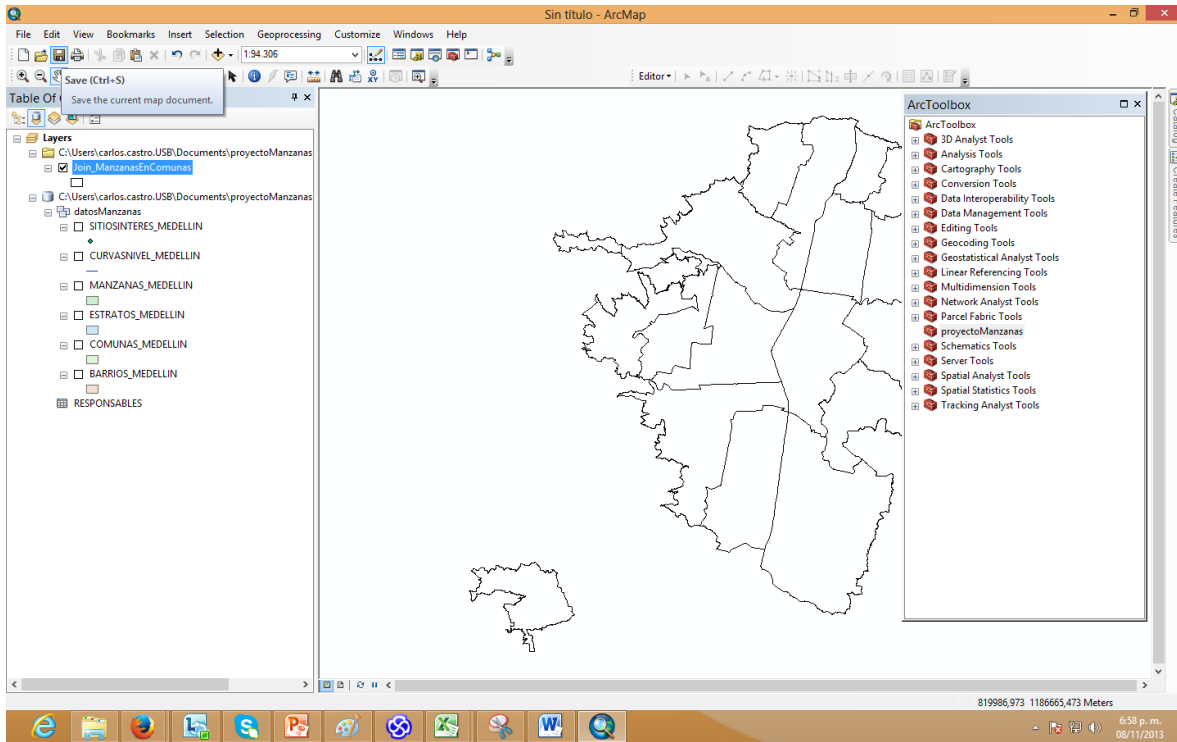 Sin título - ArcMap
File Edit View Bookmarks Insert Selection Geoprocessing Customize Windows Help
1:94.306
Editor
Save (Ctrl+S)
Save the current map document.
Table Of
Layers
C:\Users\carlos.castro.USB\Documents\proyectoManzanas
Join_ManzanasEnComunas
C:\Users\carlos.castro.USB\Documents\proyectoManzanas
datosManzanas
SITIOSINTERES_MEDELLIN
CURVASNIVEL_MEDELLIN
MANZANAS_MEDELLIN
ESTRATOS_MEDELLIN
COMUNAS_MEDELLIN
BARRIOS_MEDELLIN
RESPONSABLES
ArcToolbox
ArcToolbox
3D Analyst Tools
Analysis Tools
Cartography Tools
Conversion Tools
Data Interoperability Tools
Data Management Tools
Editing Tools
Geocoding Tools
Geostatistical Analyst Tools
Linear Referencing Tools
Multidimension Tools
Network Analyst Tools
Parcel Fabric Tools
proyectoManzanas
Schematics Tools
Server Tools
Spatial Analyst Tools
Spatial Statistics Tools
Tracking Analyst Tools
Catalog
Create Features
819986,973 1186665,473 Meters
6:58 p. m.
08/11/2013